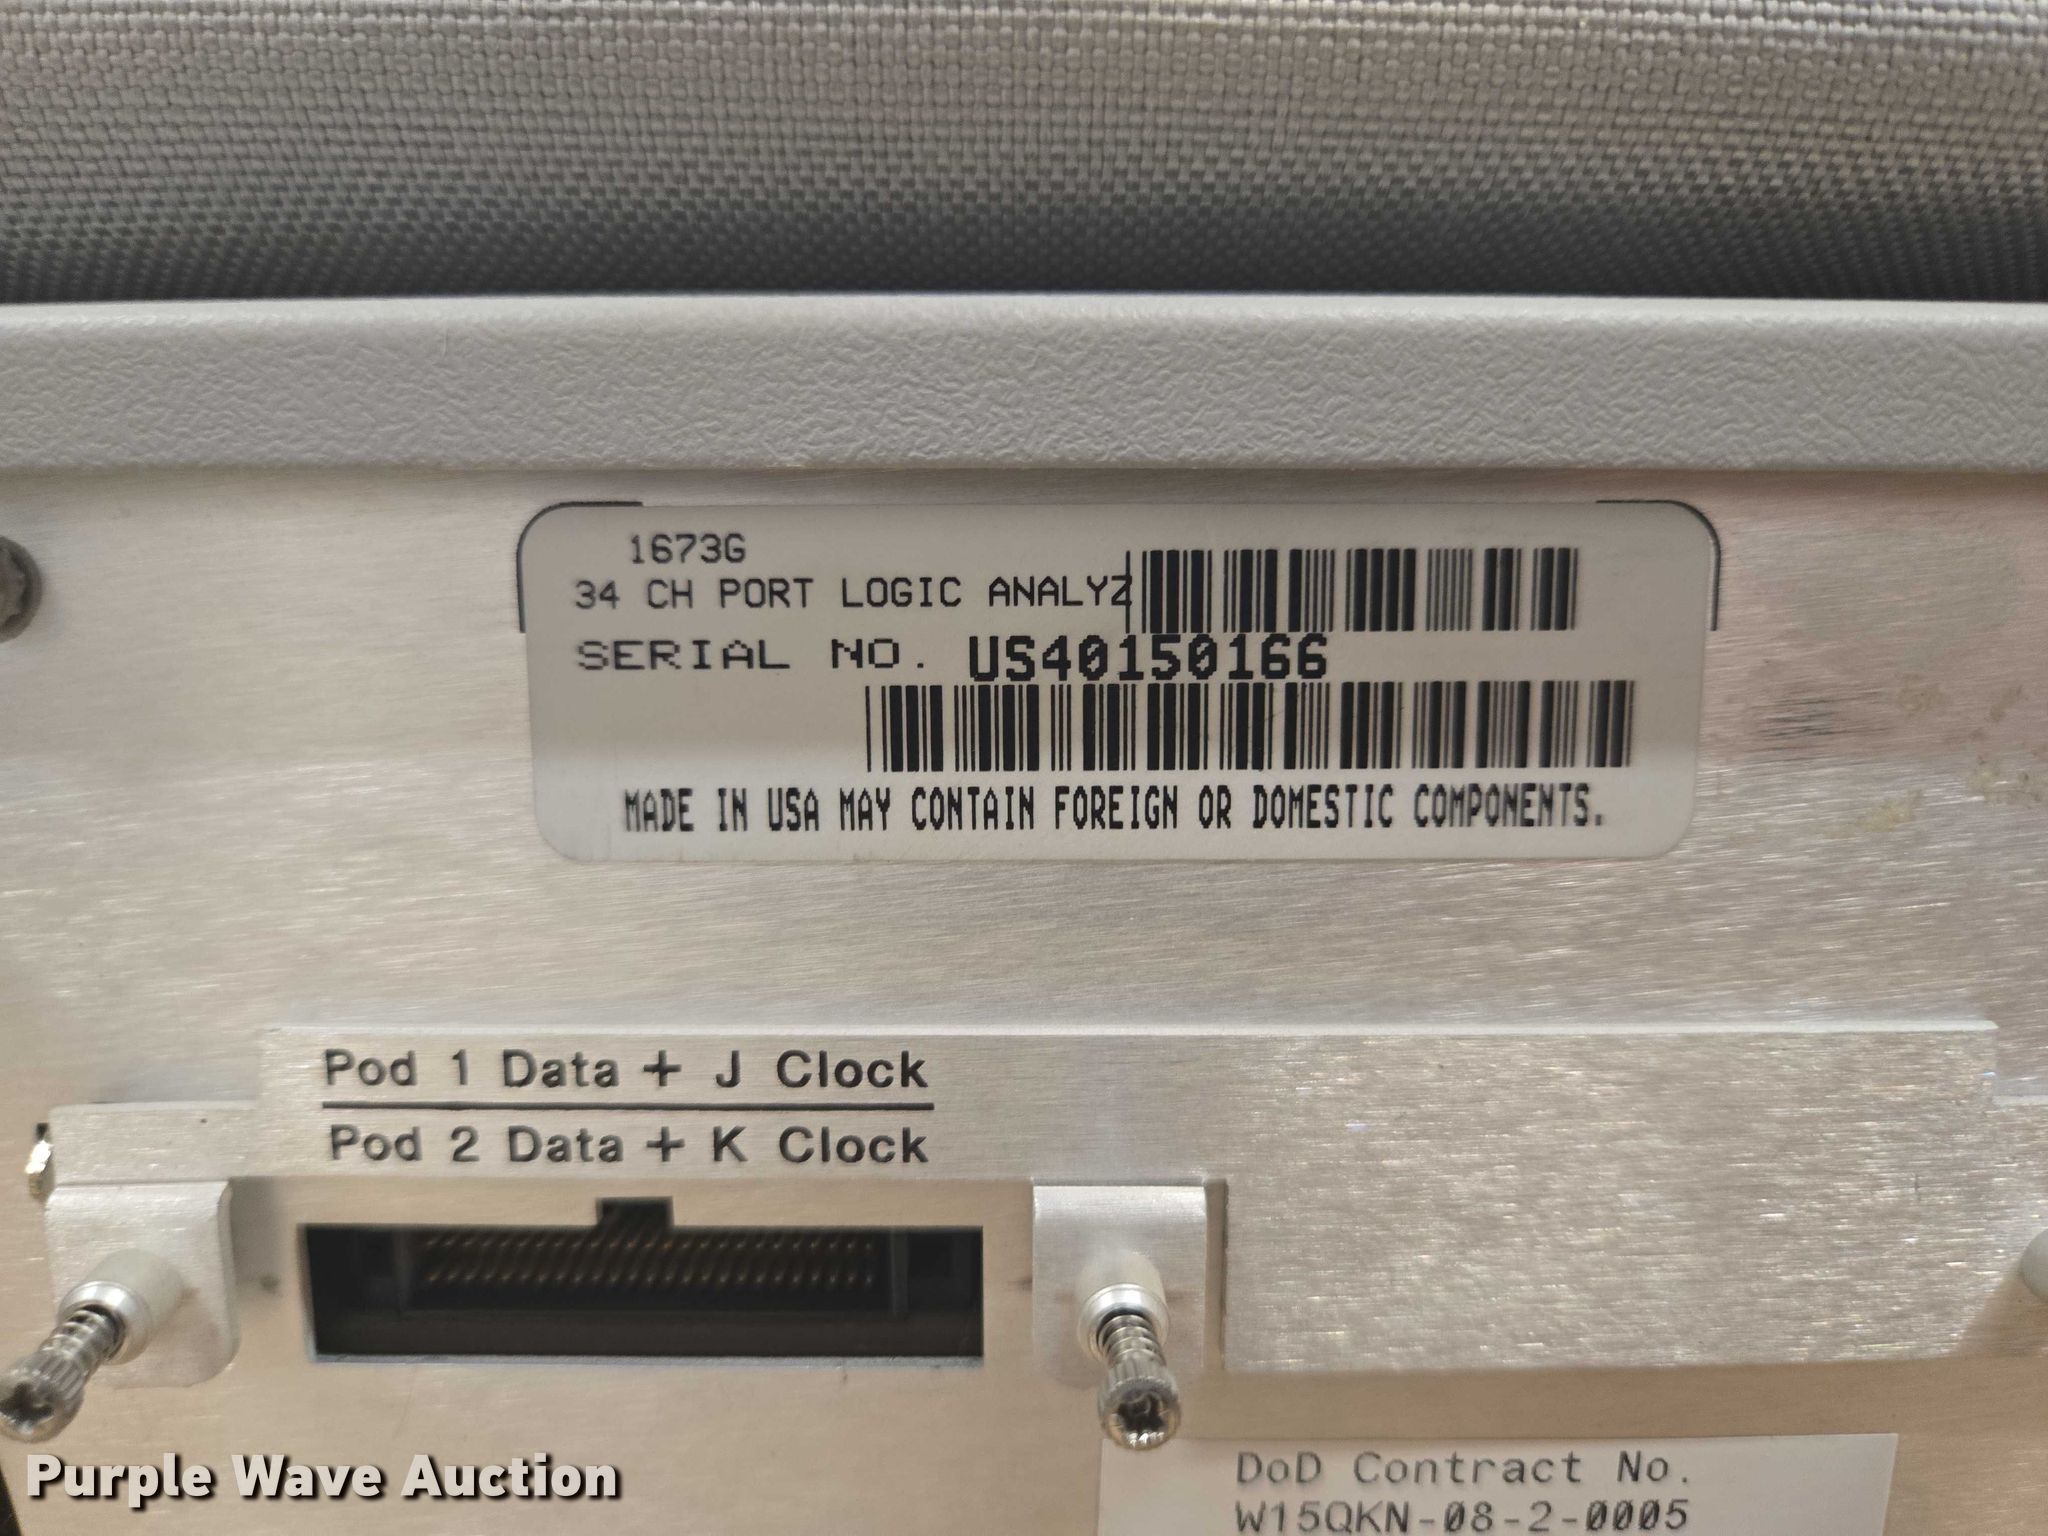 1673G
34 CH PORT LOGIC ANALYZ
SERIAL NO. US40150166
MADE IN USA MAY CONTAIN FOREIGN OR DOMESTIC COMPONENTS.
Pod 1 Data + J Clock
Pod 2 Data + K Clock
DoD Contract No.
W15QKN-08-2-0005
Purple Wave Auction